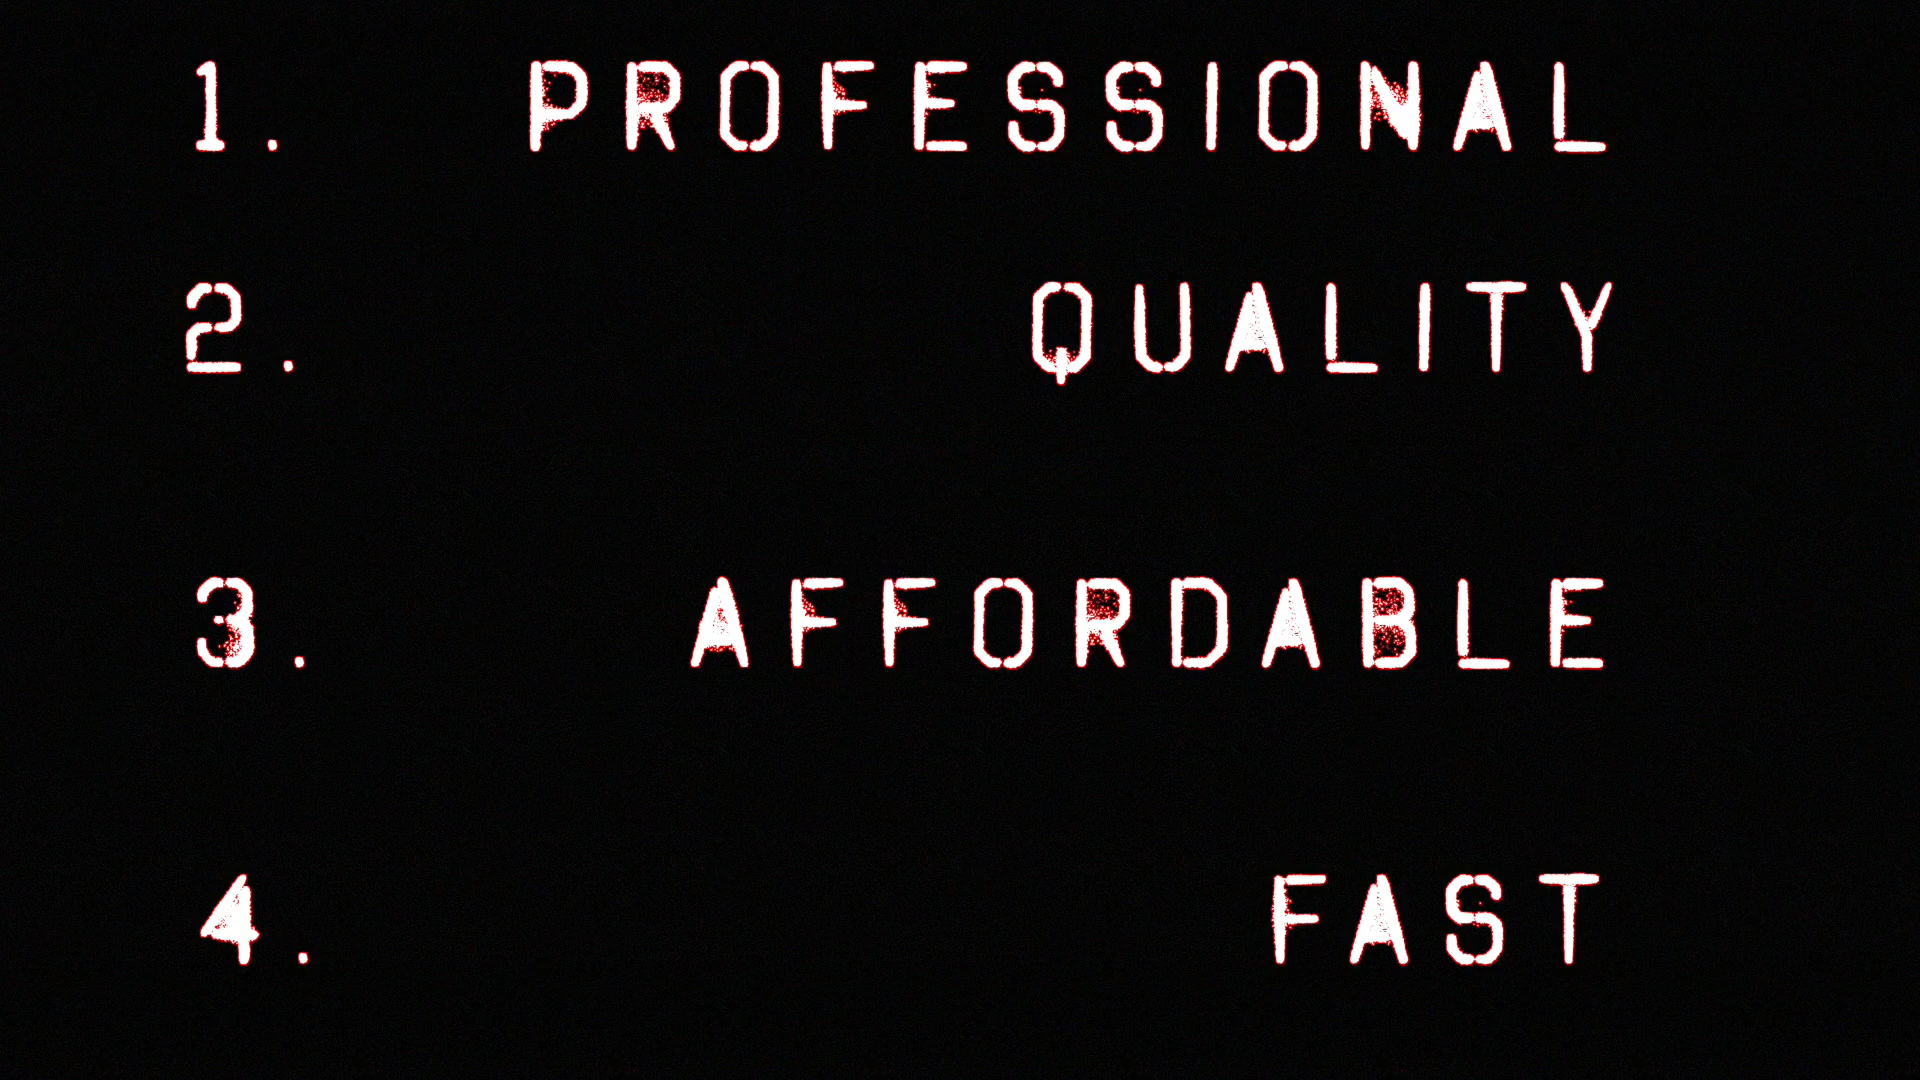 1. PROFESSIONAL
2. QUALITY
3. AFFORDABLE
4. FAST